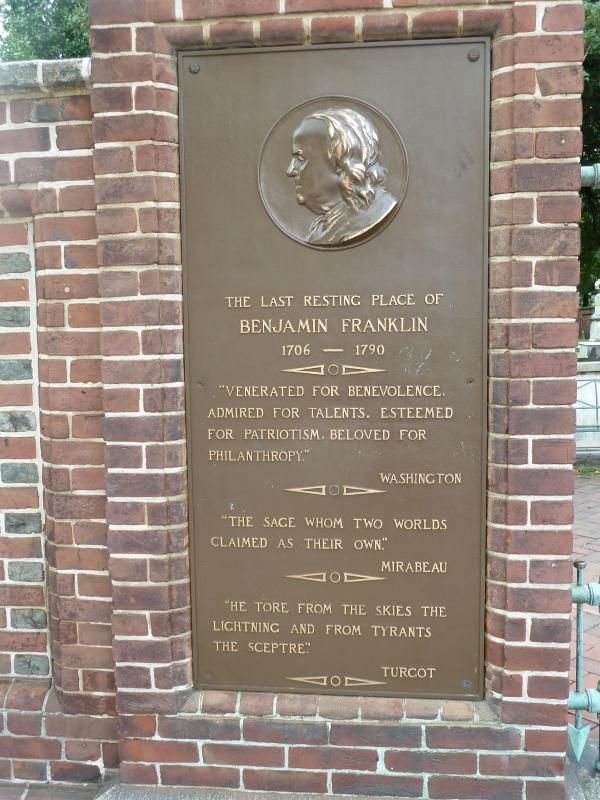 THE LAST RESTING PLACE OF
BENJAMIN FRANKLIN
1706 — 1790
"VENERATED FOR BENEVOLENCE.
ADMIRED FOR TALENTS. ESTEEMED
FOR PATRIOTISM. BELOVED FOR
PHILANTHROPY."
WASHINGTON
"THE SAGE WHOM TWO WORLDS
CLAIMED AS THEIR OWN."
MIRABEAU
"HE TORE FROM THE SKIES THE
LIGHTNING AND FROM TYRANTS
THE SCEPTRE."
TURCOT